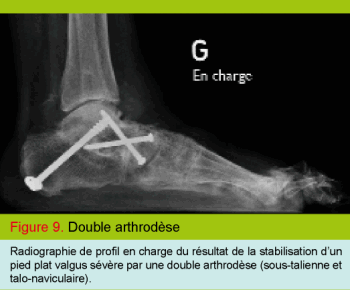 G
En charge
Figure 9. Double arthrodèse
Radiographie de profil en charge du résultat de la stabilisation d'un
pied plat valgus sévère par une double arthrodèse (sous-talienne et
talo-naviculaire).